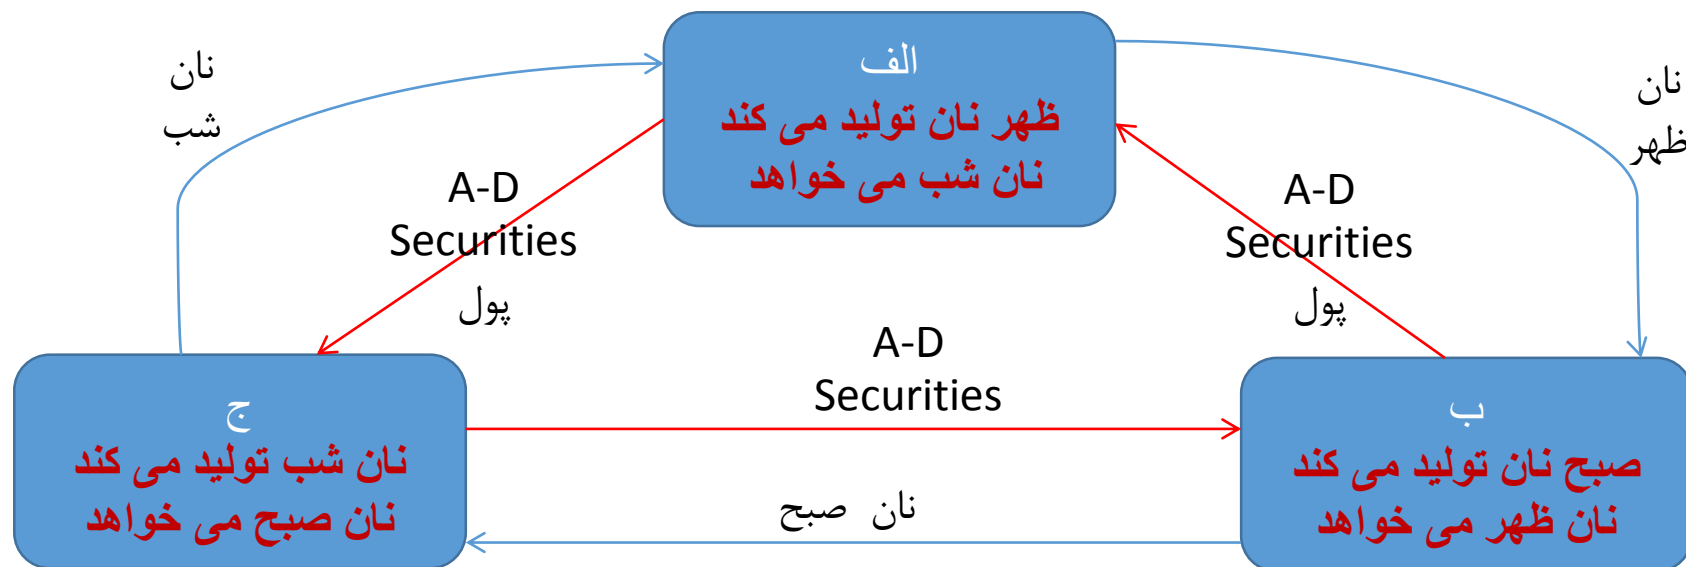 الف
ظهر نان تولید می کند
نان شب می خواهد
نان
ظهر
نان
شب
A-D
Securities
پول
A-D
Securities
پول
A-D
Securities
ب
صبح نان تولید می کند
نان ظهر می خواهد
ج
نان شب تولید می کند
نان صبح می خواهد
نان صبح